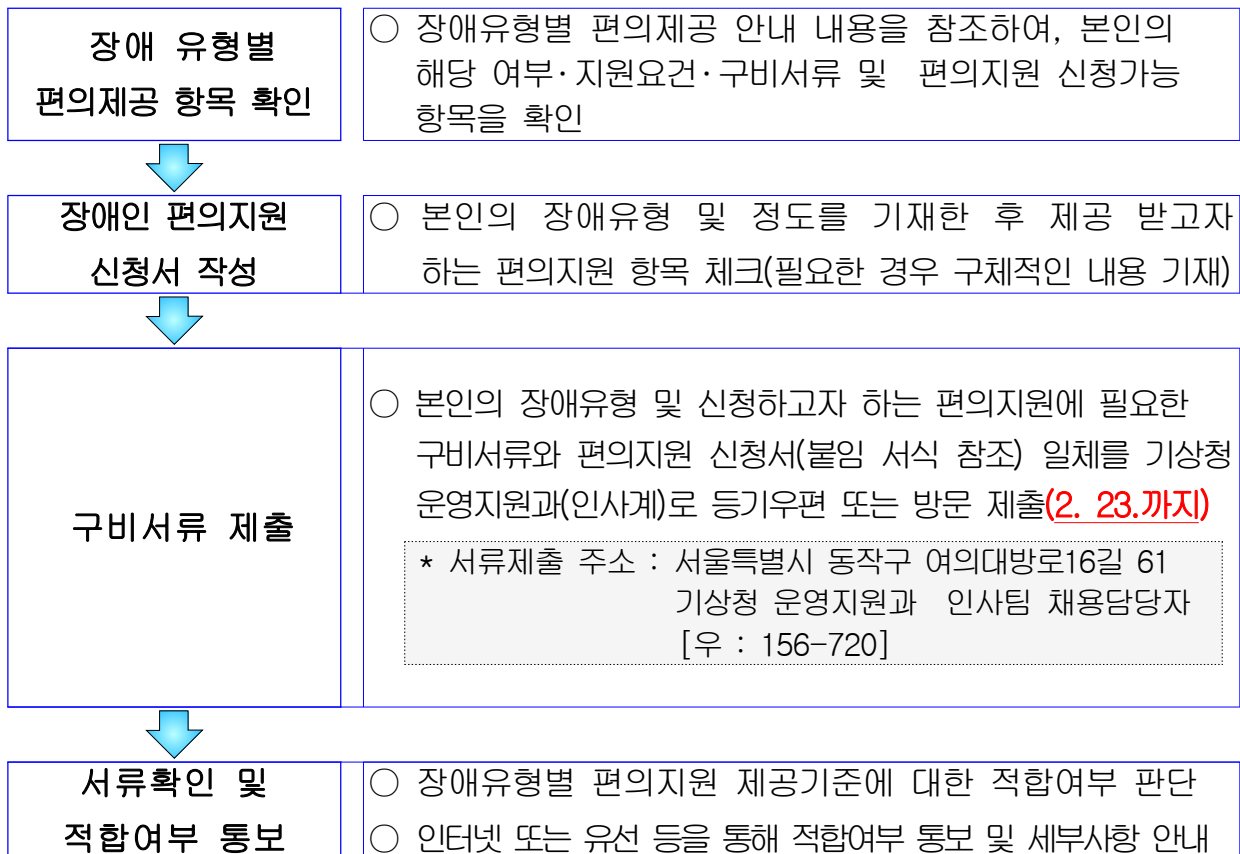 장애 유형별
편의제공 항목 확인
○ 장애유형별 편의제공 안내 내용을 참조하여, 본인의
해당 여부·지원요건·구비서류 및 편의지원 신청가능
항목을 확인
장애인 편의지원
신청서 작성
○ 본인의 장애유형 및 정도를 기재한 후 제공 받고자
하는 편의지원 항목 체크(필요한 경우 구체적인 내용 기재)
구비서류 제출
○ 본인의 장애유형 및 신청하고자 하는 편의지원에 필요한
구비서류와 편의지원 신청서(붙임 서식 참조) 일체를 기상청
운영지원과(인사계)로 등기우편 또는 방문 제출(2. 23.까지)
* 서류제출 주소 : 서울특별시 동작구 여의대방로16길 61
기상청 운영지원과 인사팀 채용담당자
[우 : 156-720]
서류확인 및
적합여부 통보
○ 장애유형별 편의지원 제공기준에 대한 적합여부 판단
○ 인터넷 또는 유선 등을 통해 적합여부 통보 및 세부사항 안내